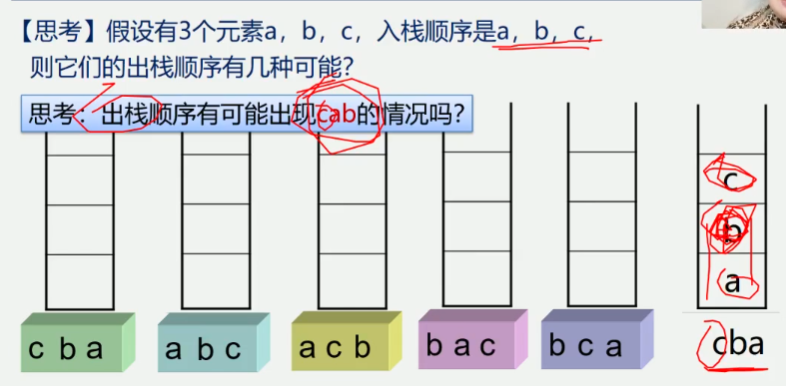 【思考】假设有3个元素a，b，c，入栈顺序是a，b，c，
则它们的出栈顺序有几种可能？
思考：出栈顺序有可能出现cab的情况吗？
c
b
a
c b a
a b c
a c b
b a c
b c a
cba